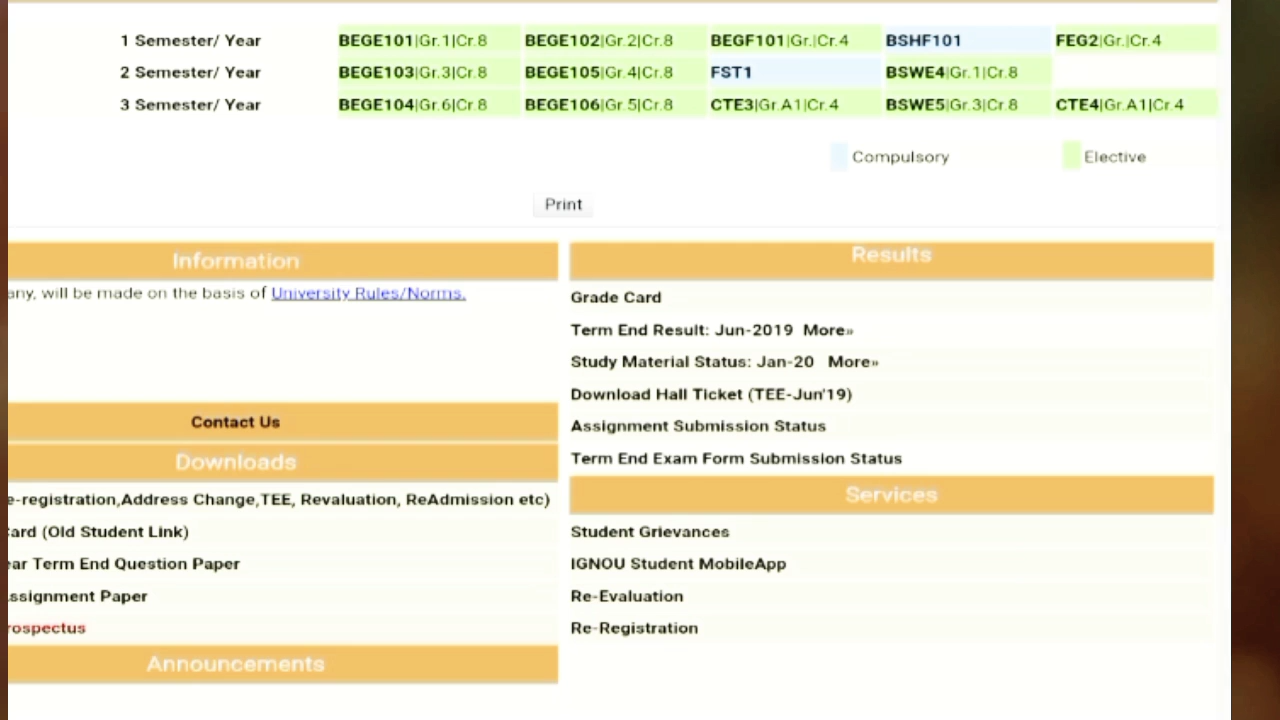 1 Semester/ Year BEGE101|Gr.1|Cr.8 BEGE102|Gr.2|Cr.8 BEGF101|Gr.|Cr.4 BSHF101 FEG2|Gr.|Cr.4
2 Semester/ Year BEGE103|Gr.3|Cr.8 BEGE105|Gr.4|Cr.8 FST1 BSWE4|Gr.1|Cr.8
3 Semester/ Year BEGE104|Gr.6|Cr.8 BEGE106|Gr.5|Cr.8 CTE3|Gr.A1|Cr.4 BSWE5|Gr.3|Cr.8 CTE4|Gr.A1|Cr.4
Compulsory Elective
Print
Information
any, will be made on the basis of University Rules/Norms.
Contact Us
Downloads
e-registration,Address Change,TEE, Revaluation, ReAdmission etc)
Card (Old Student Link)
ear Term End Question Paper
ssignment Paper
rospectus
Announcements
Results
Grade Card
Term End Result: Jun-2019 More»
Study Material Status: Jan-20 More»
Download Hall Ticket (TEE-Jun'19)
Assignment Submission Status
Term End Exam Form Submission Status
Services
Student Grievances
IGNOU Student MobileApp
Re-Evaluation
Re-Registration